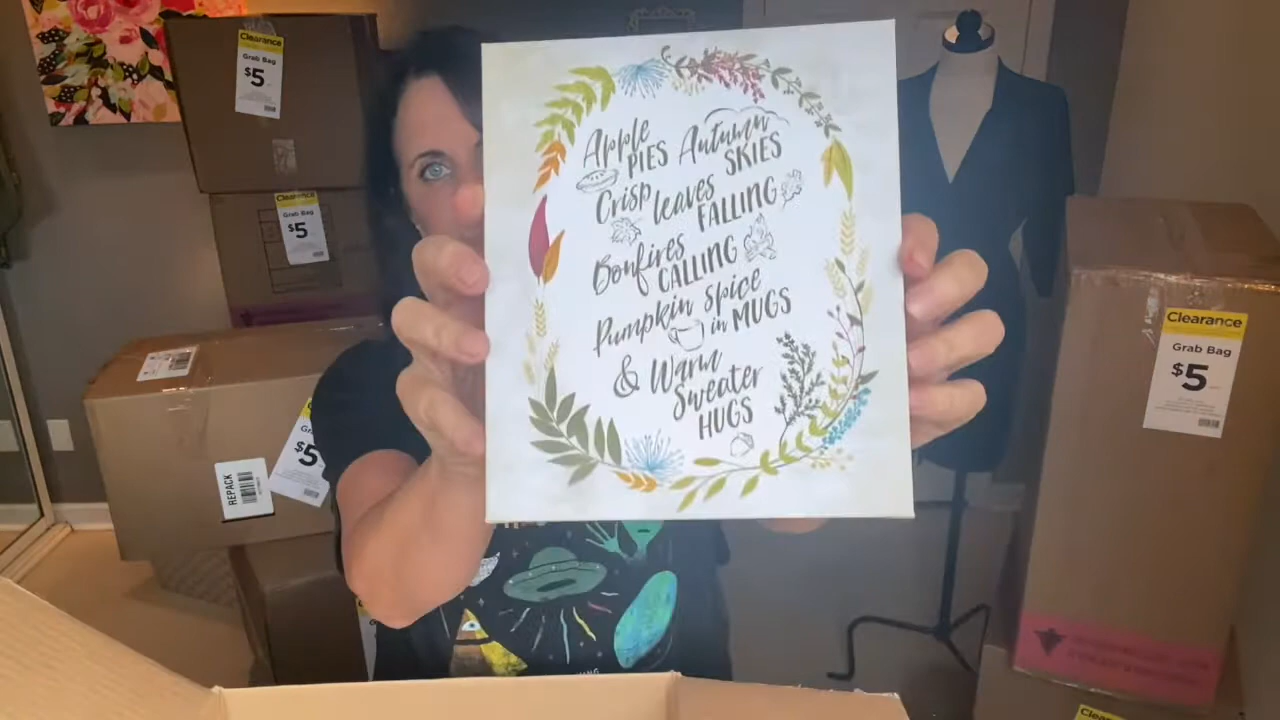 Clearance
Grab Bag
$5
Clearance
Grab Bag
$5
Apple
PIES
Autumn
SKIES
Crisp
leaves
FALLING
Bonfires
CALLING
Pumpkin spice
in MUGS
& Warm
Sweater
HUGS
Clearance
Grab Bag
$5
REPACK
$5